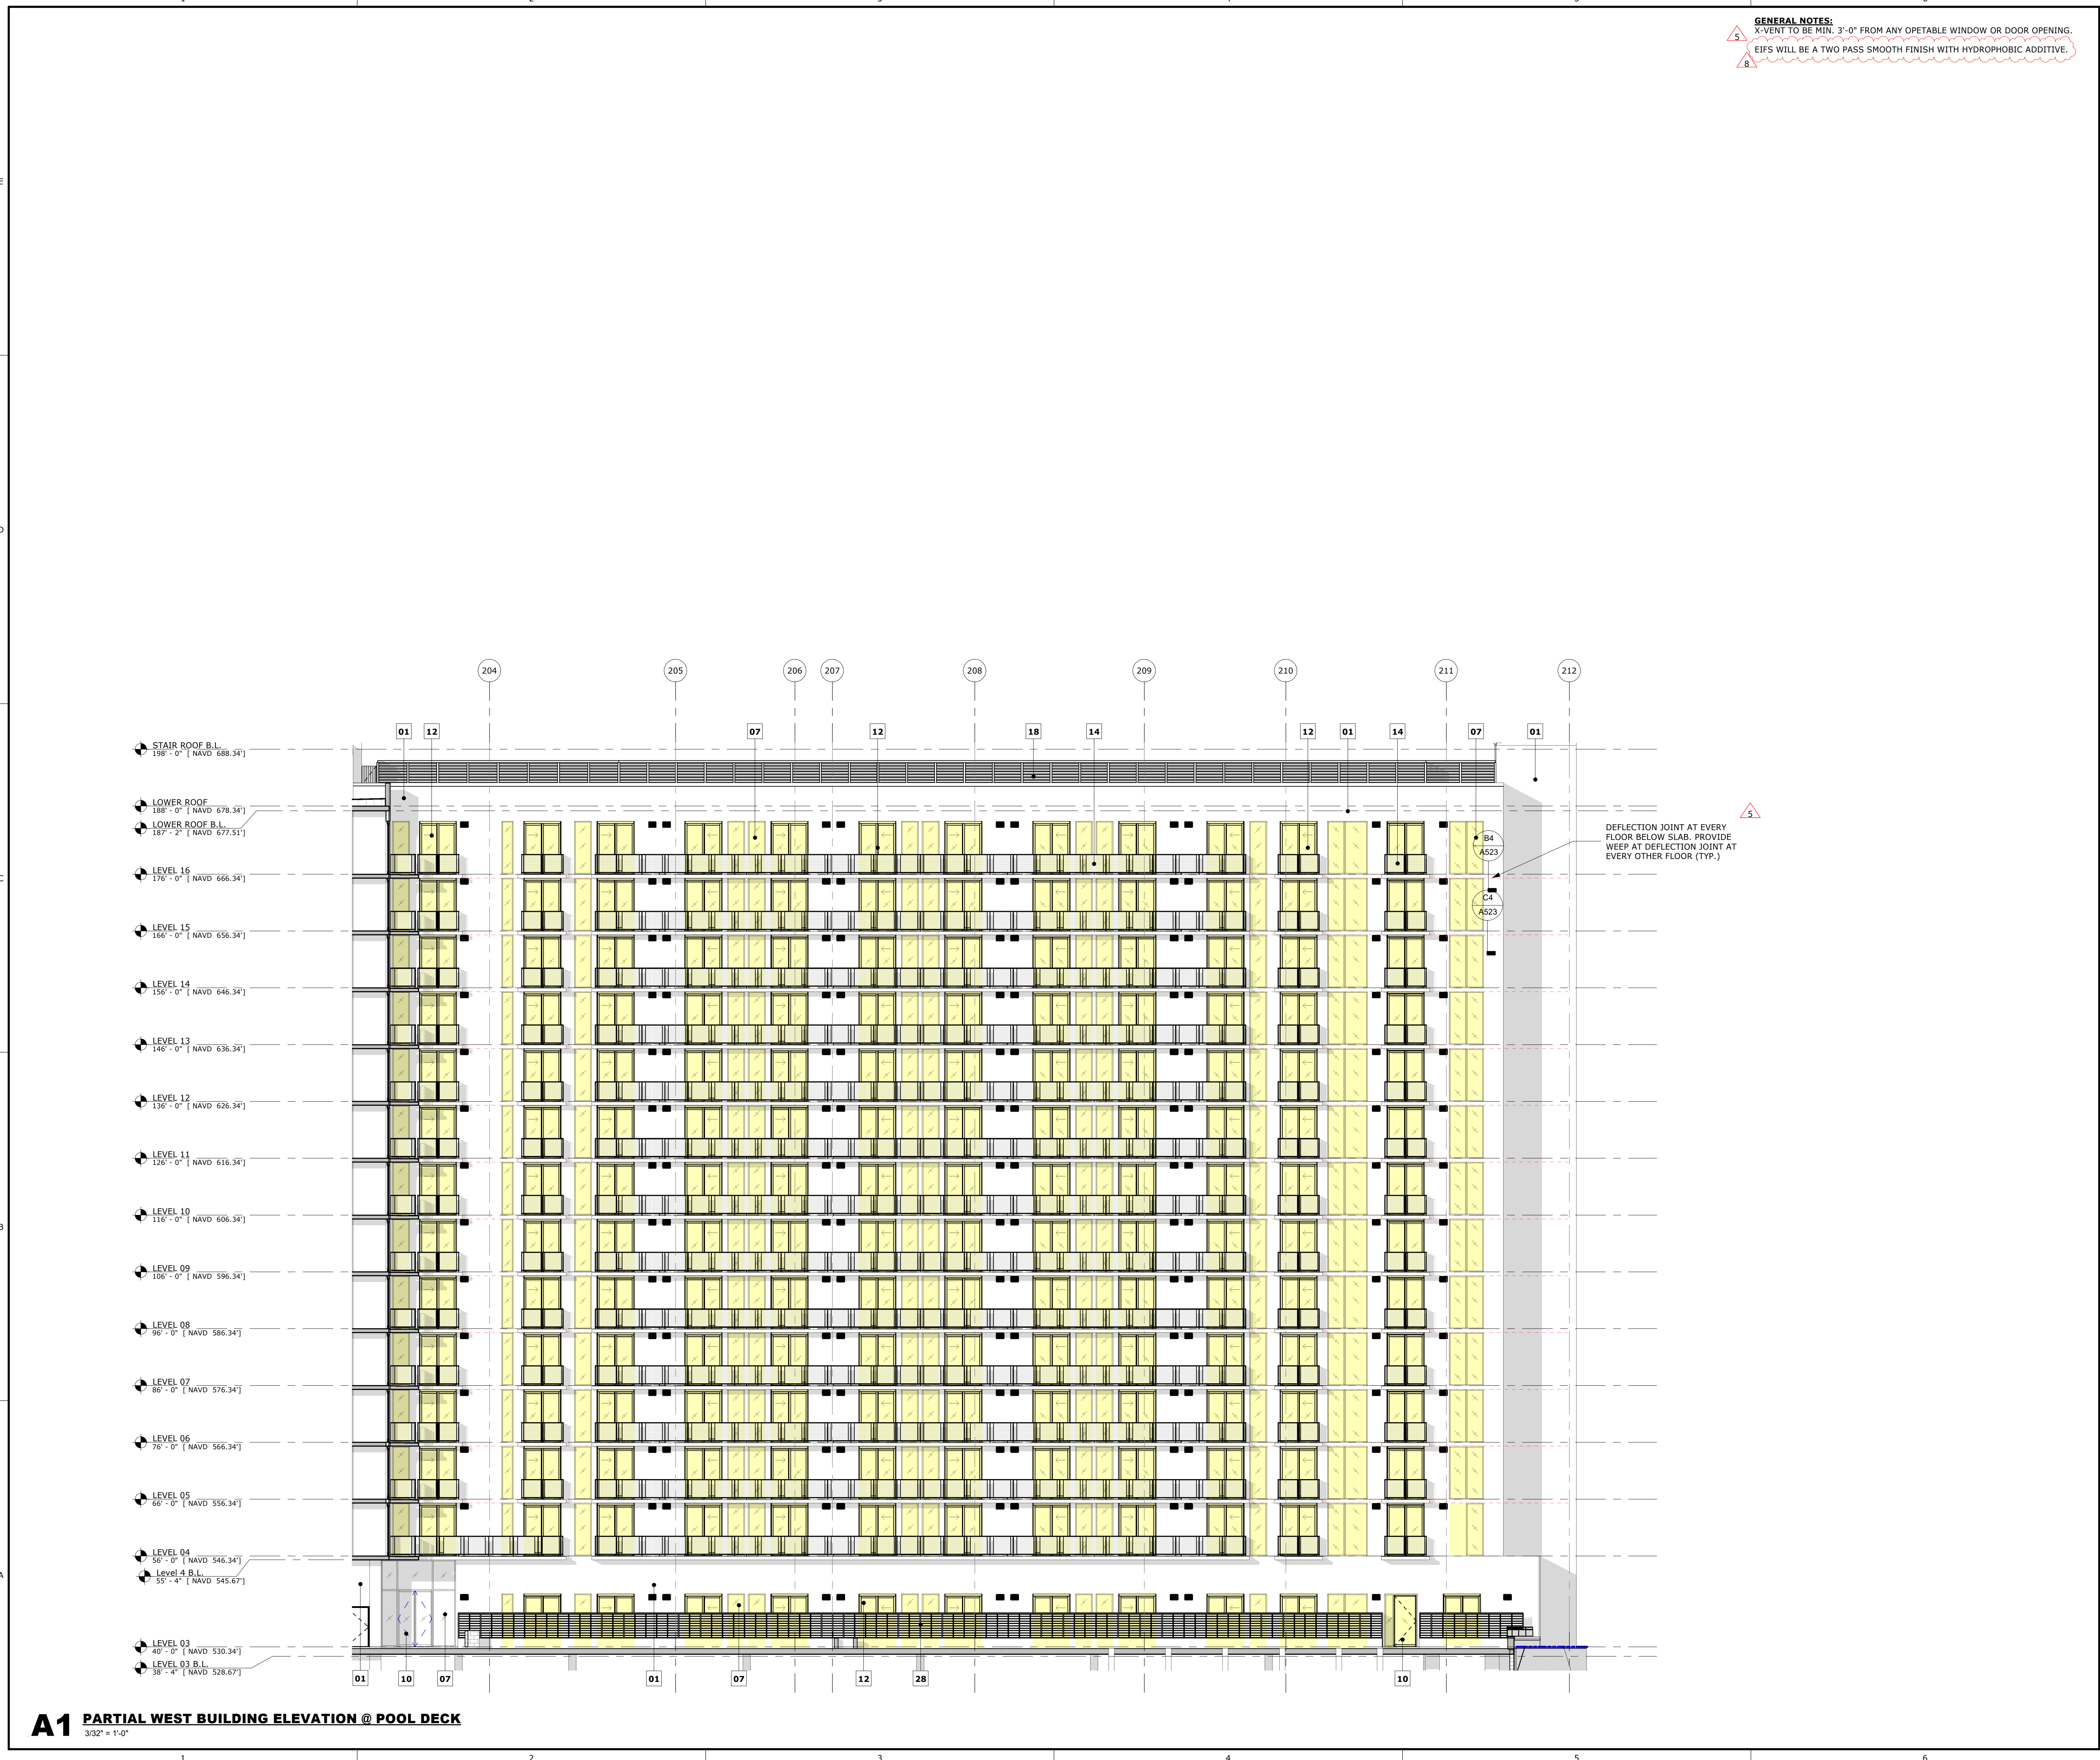 1 2 3 4 5 6
GENERAL NOTES:
X-VENT TO BE MIN. 3'-0" FROM ANY OPETABLE WINDOW OR DOOR OPENING.
5
EIFS WILL BE A TWO PASS SMOOTH FINISH WITH HYDROPHOBIC ADDITIVE.
8
E
D
C
B
A
204 205 206 207 208 209 210 211 212
01 12 07 12 18 14 12 01 14 07 01
STAIR ROOF B.L.
198' - 0" [ NAVD 688.34']
LOWER ROOF
188' - 0" [ NAVD 678.34']
LOWER ROOF B.L.
187' - 2" [ NAVD 677.51']
5
DEFLECTION JOINT AT EVERY
FLOOR BELOW SLAB. PROVIDE
WEEP AT DEFLECTION JOINT AT
EVERY OTHER FLOOR (TYP.)
B4
A523
C4
A523
LEVEL 16
176' - 0" [ NAVD 666.34']
LEVEL 15
166' - 0" [ NAVD 656.34']
LEVEL 14
156' - 0" [ NAVD 646.34']
LEVEL 13
146' - 0" [ NAVD 636.34']
LEVEL 12
136' - 0" [ NAVD 626.34']
LEVEL 11
126' - 0" [ NAVD 616.34']
LEVEL 10
116' - 0" [ NAVD 606.34']
LEVEL 09
106' - 0" [ NAVD 596.34']
LEVEL 08
96' - 0" [ NAVD 586.34']
LEVEL 07
86' - 0" [ NAVD 576.34']
LEVEL 06
76' - 0" [ NAVD 566.34']
LEVEL 05
66' - 0" [ NAVD 556.34']
LEVEL 04
56' - 0" [ NAVD 546.34']
Level 4 B.L.
55' - 4" [ NAVD 545.67']
LEVEL 03
40' - 0" [ NAVD 530.34']
LEVEL 03 B.L.
38' - 4" [ NAVD 528.67']
01 10 07 01 07 12 28 10
A1 PARTIAL WEST BUILDING ELEVATION @ POOL DECK
3/32" = 1'-0"
1 2 3 4 5 6